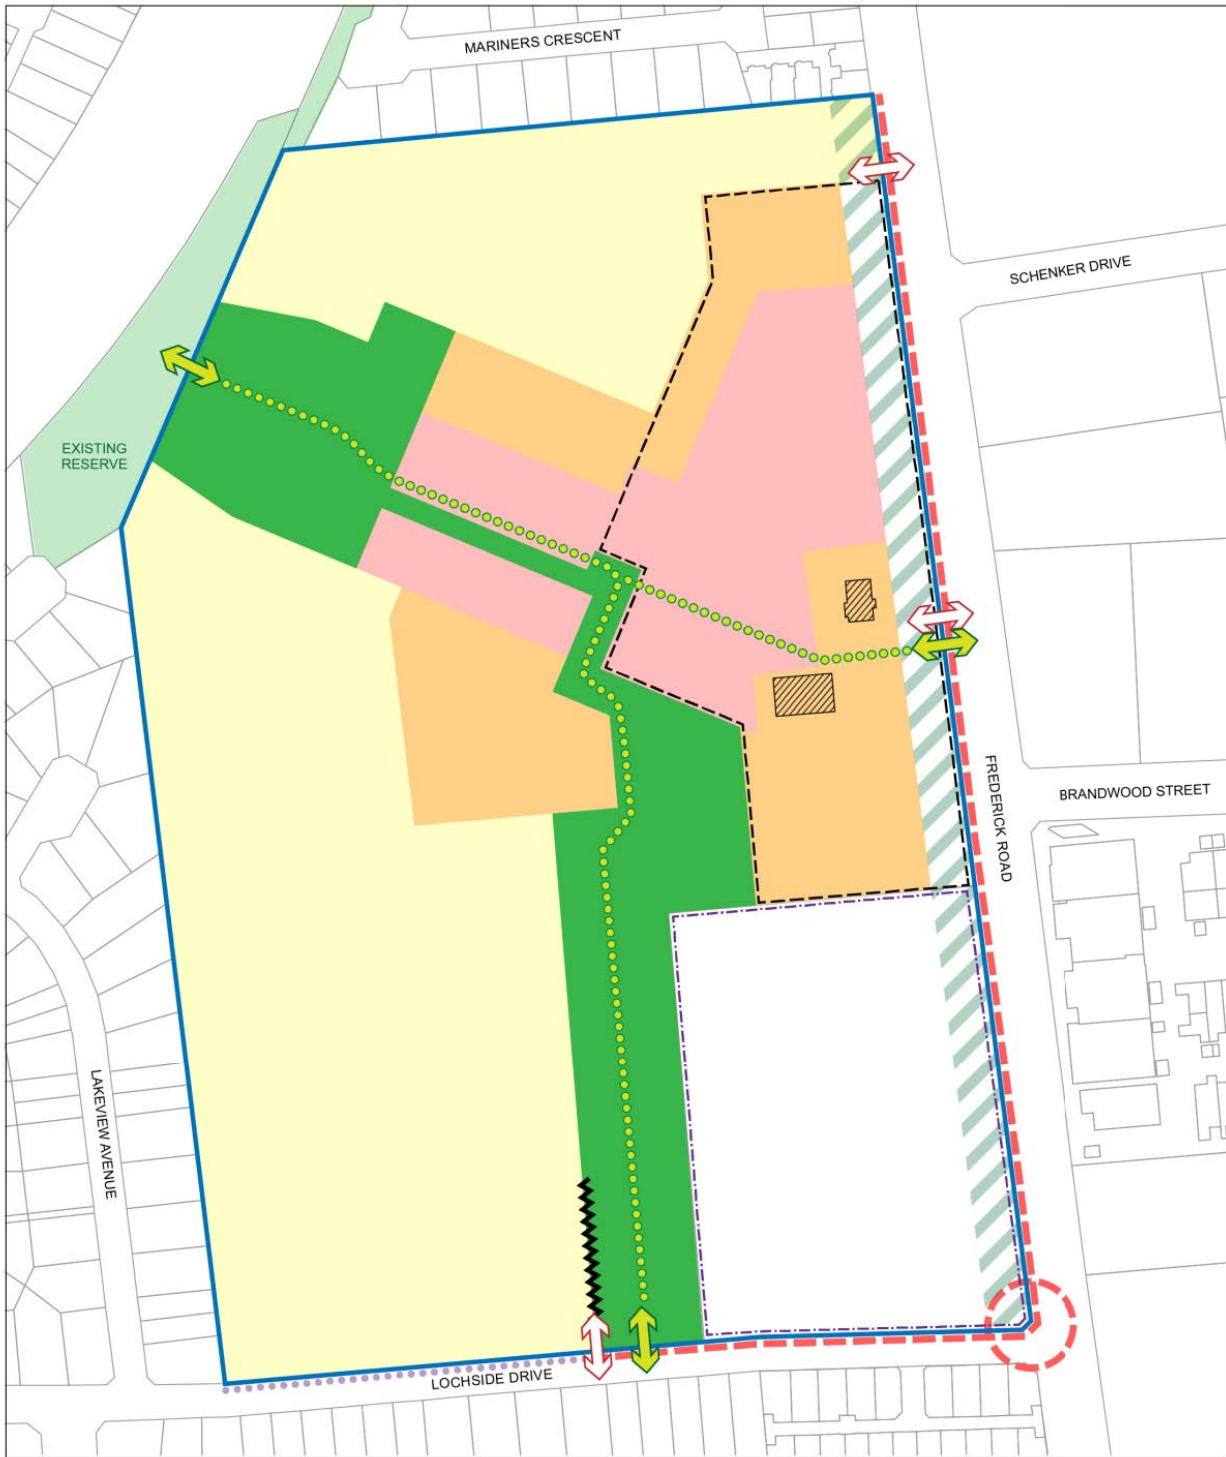 MARINERS CRESCENT
SCHENKER DRIVE
EXISTING
RESERVE
FREDERICK ROAD
BRANDWOOD STREET
LAKEVIEW AVENUE
LOCHSIDE DRIVE